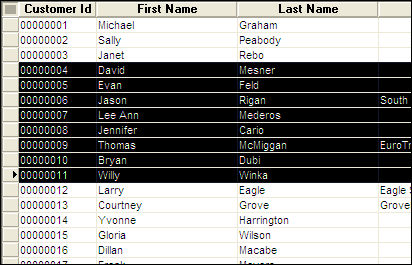 Customer Id First Name Last Name
00000001 Michael Graham
00000002 Sally Peabody
00000003 Janet Rebo
00000004 David Mesner
00000005 Evan Feld
00000006 Jason Rigan South
00000007 Lee Ann Mederos
00000008 Jennifer Cario
00000009 Thomas McMiggan EuroTr
00000010 Bryan Dubi
00000011 Willy Winka
00000012 Larry Eagle Eagle S
00000013 Courtney Grove Grove
00000014 Yvonne Harrington
00000015 Gloria Wilson
00000016 Dillan Macabe
00000017